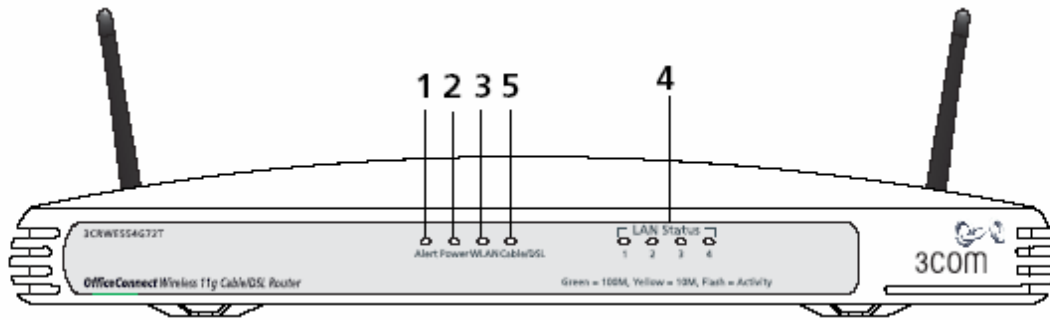 4
1 2 3 5
3CRWE554G72T
LAN Status
1 2 3 4
Alert Power WLAN Cable/DSL
3COM
OfficeConnect Wireless 11g Cable/DSL Router
Green = 100M, Yellow = 10M, Flash = Activity